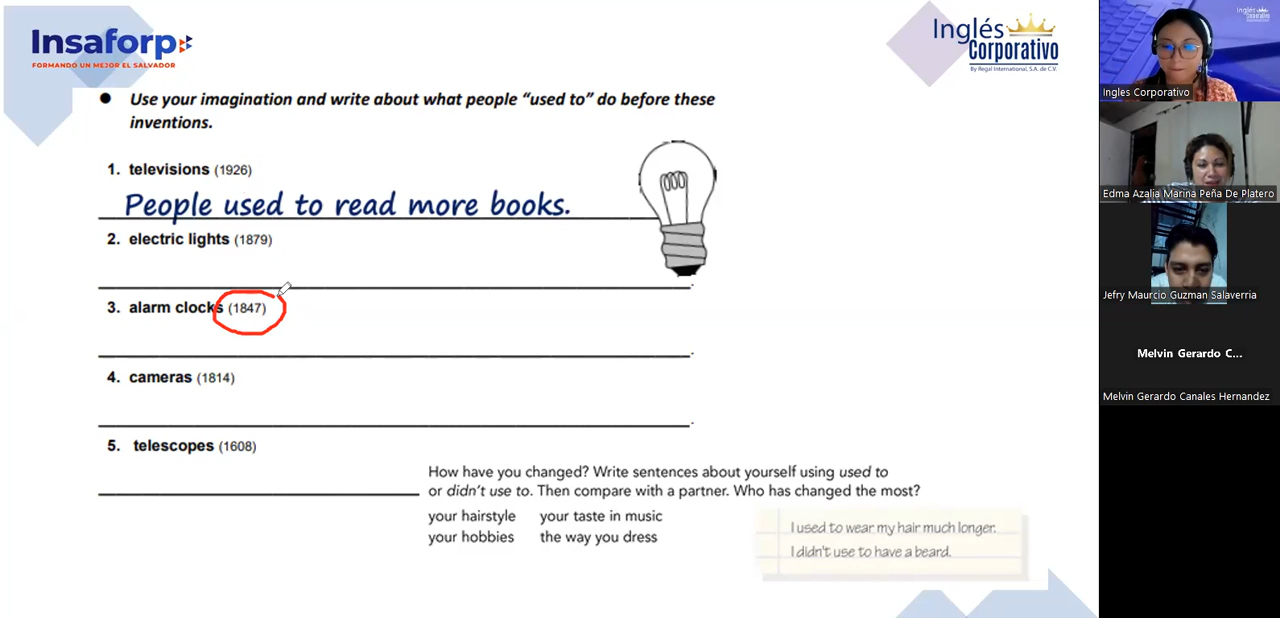 Insaforp
FORMANDO UN MEJOR EL SALVADOR
Inglés
Corporativo
By Regal International, S.A. de C.V.
● Use your imagination and write about what people “used to” do before these
inventions.
1. televisions (1926)
People used to read more books.
2. electric lights (1879)
3. alarm clocks (1847)
4. cameras (1814)
5. telescopes (1608)
How have you changed? Write sentences about yourself using used to
or didn't use to. Then compare with a partner. Who has changed the most?
your hairstyle your taste in music
your hobbies the way you dress
I used to wear my hair much longer.
I didn't use to have a beard.
Inglés
Corporativo
Ingles Corporativo
Edma Azalia Marina Peña De Platero
Jefry Maurcio Guzman Salaverria
Melvin Gerardo C...
Melvin Gerardo Canales Hernandez